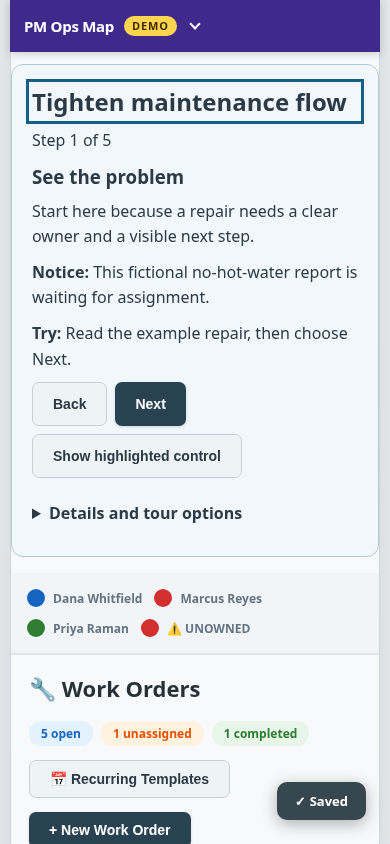 PM Ops Map DEMO
Tighten maintenance flow
Step 1 of 5
See the problem
Start here because a repair needs a clear
owner and a visible next step.
Notice: This fictional no-hot-water report is
waiting for assignment.
Try: Read the example repair, then choose
Next.
Back Next
Show highlighted control
Details and tour options
Dana Whitfield Marcus Reyes
Priya Raman ⚠️ UNOWNED
🔧 Work Orders
5 open 1 unassigned 1 completed
📅 Recurring Templates
✓ Saved
+ New Work Order